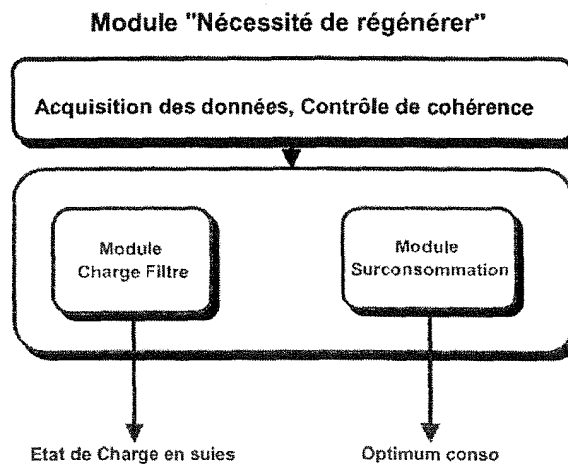 Module "Nécessité de régénérer"
Acquisition des données, Contrôle de cohérence
Module
Charge Filtre
Module
Surconsommation
Etat de Charge en suies
Optimum conso